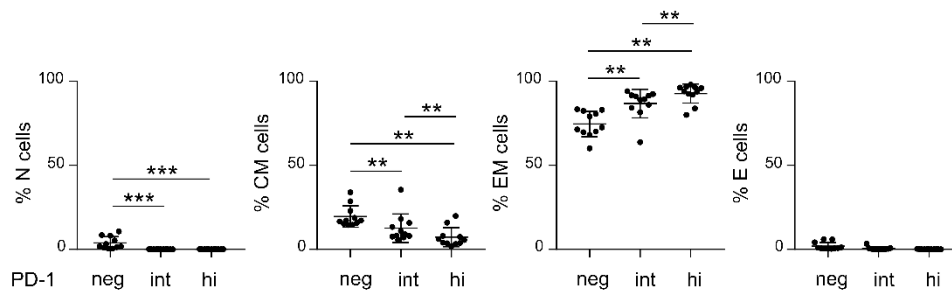 **
**
**
100
50
0
% N cells
***
***
neg
int
hi
100
50
0
% CM cells
**
**
**
neg
int
hi
100
50
0
% EM cells
neg
int
hi
100
50
0
% E cells
neg
int
hi
PD-1